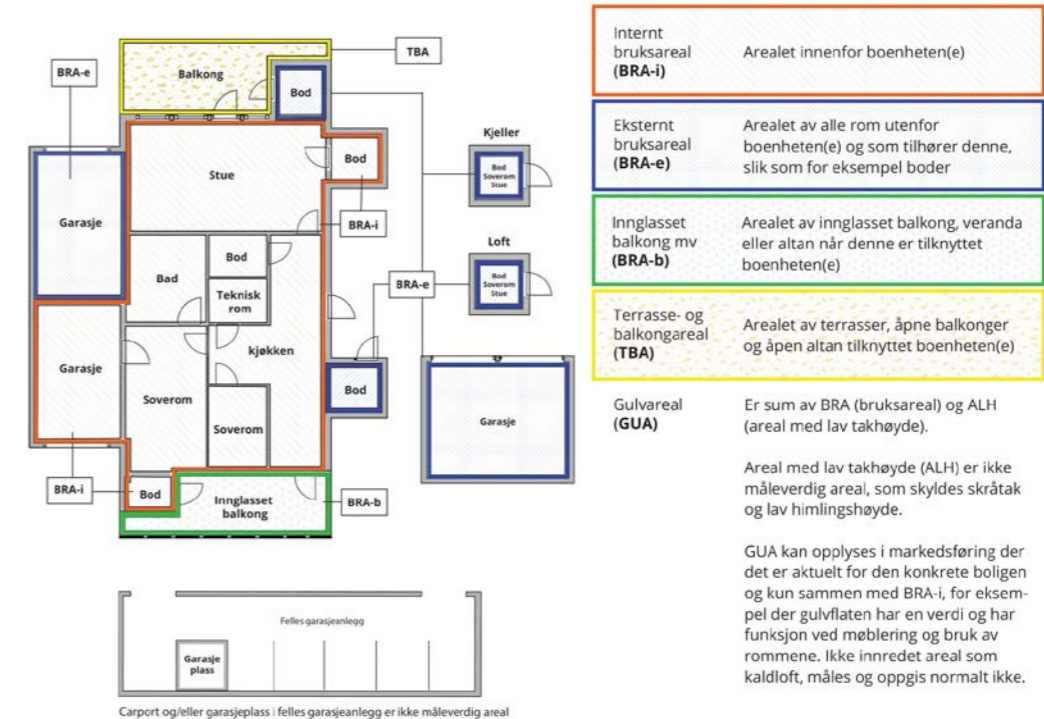 TBA
BRA-e
Balkong
Bod
Kjeller
Bod
Soverom
Stue
Stue
Bod
BRA-i
Garasje
Loft
Bod
Soverom
Stue
Bad
Bod
BRA-e
Teknisk
rom
kjøkken
Garasje
Soverom
Bod
Garasje
Soverom
BRA-i
Bod
Innglasset
balkong
BRA-b
Felles garasjeanlegg
Garasje
plass
Carport og/eller garasjeplass i felles garasjeanlegg er ikke måleverdig areal
Internt
bruksareal
(BRA-i)
Arealet innenfor boenheten(e)
Eksternt
bruksareal
(BRA-e)
Arealet av alle rom utenfor
boenheten(e) og som tilhører denne,
slik som for eksempel boder
Innglasset
balkong mv
(BRA-b)
Arealet av innglasset balkong, veranda
eller altan når denne er tilknyttet
boenheten(e)
Terrasse- og
balkongareal
(TBA)
Arealet av terrasser, åpne balkonger
og åpen altan tilknyttet boenheten(e)
Gulvareal
(GUA)
Er sum av BRA (bruksareal) og ALH
(areal med lav takhøyde).
Areal med lav takhøyde (ALH) er ikke
måleverdig areal, som skyldes skråtak
og lav himlingshøyde.
GUA kan opplyses i markedsføring der
det er aktuelt for den konkrete boligen
og kun sammen med BRA-i, for eksem-
pel der gulvflaten har en verdi og har
funksjon ved møblering og bruk av
rommene. Ikke innredet areal som
kaldloft, måles og oppgis normalt ikke.